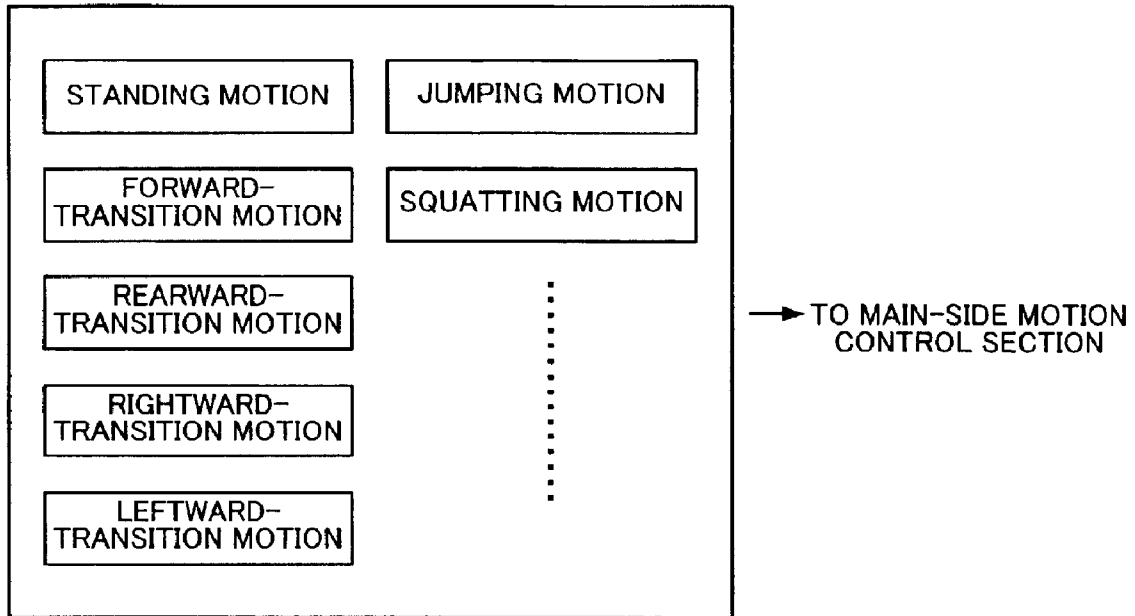 STANDING MOTION
FORWARD-
TRANSITION MOTION
REARWARD-
TRANSITION MOTION
RIGHTWARD-
TRANSITION MOTION
LEFTWARD-
TRANSITION MOTION
JUMPING MOTION
SQUATTING MOTION
TO MAIN-SIDE MOTION
CONTROL SECTION